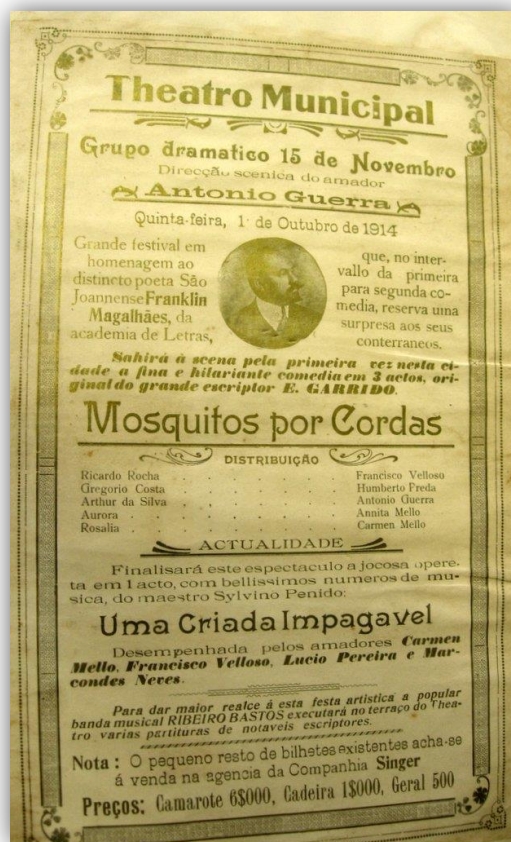 Theatro Municipal
Grupo dramatico 15 de Novembro
Direcção scenica do amador
Antonio Guerra
Quinta-feira, 1 de Outubro de 1914
Grande festival em
homenagem ao
distincto poeta São
Joannense Franklin
Magalhães, da
academia de Letras,
que, no inter-
vallo da primeira
para segunda co-
media, reserva uma
surpresa aos seus
conterraneos.
Sahirá á scena pela primeira vez nesta ci-
dade a fina e hilariante comedia em 3 actos, ori-
ginal do grande escriptor E. GARRIDO.
Mosquitos por Cordas
DISTRIBUIÇÃO
Ricardo Rocha . . . . . Francisco Velloso
Gregorio Costa . . . . . Humberto Preda
Arthur da Silva . . . . . Antonio Guerra
Aurora . . . . . Annita Mello
Rosalia . . . . . Carmen Mello
ACTUALIDADE
Finalisará este espectaculo a jocosa opere-
ta em 1 acto, com bellissimos numeros de mu-
sica, do maestro Sylvino Penido:
Uma Criada Impagavel
Desempenhada pelos amadores Carmen
Mello, Francisco Velloso, Lucio Pereira e Mar-
condes Neves.
Para dar maior realce á esta festa artistica a popular
banda musical RIBEIRO BASTOS executará no terraço do Thea-
tro varias partituras de notaveis escriptores.
Nota : O pequeno resto de bilhetes existentes acha-se
á venda na agencia da Companhia Singer
Preços: Camarote 6$000, Cadeira 1$000, Geral 500